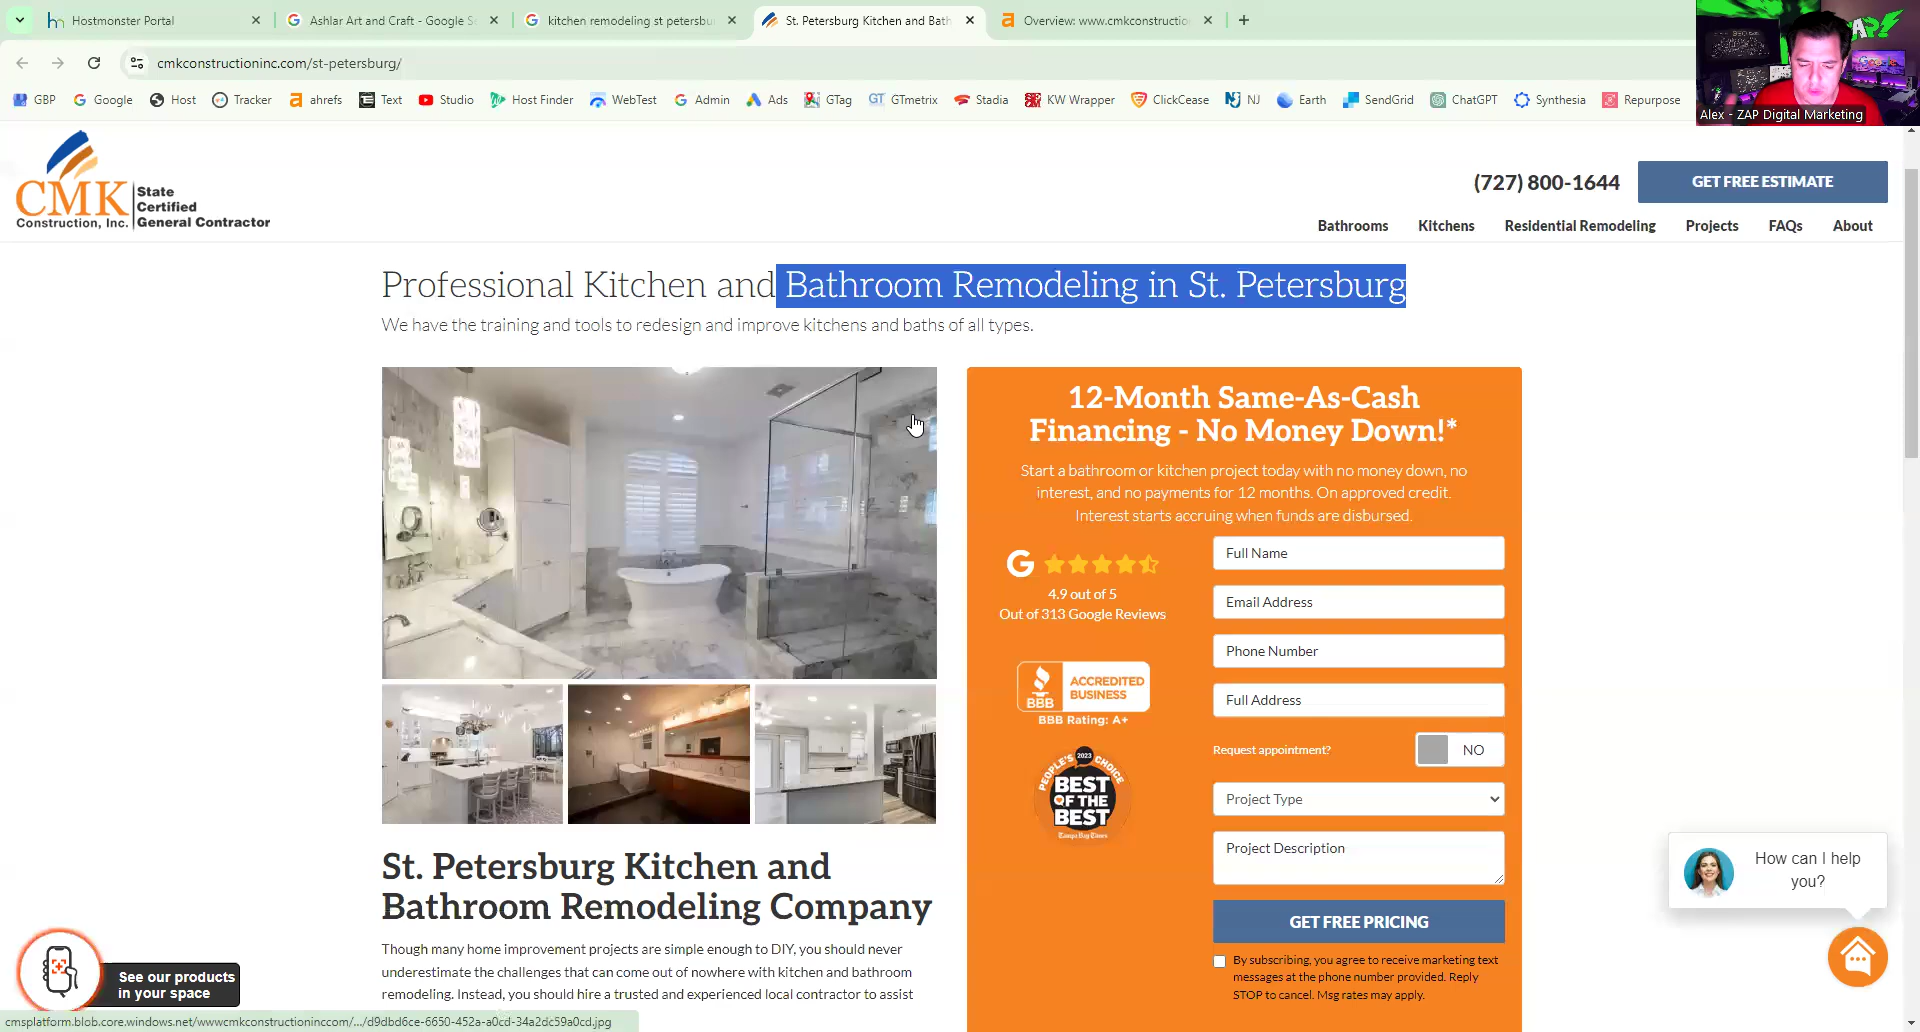 Hostmonster Portal
Ashlar Art and Craft - Google S
kitchen remodeling st petersbu
St. Petersburg Kitchen and Bath
Overview: www.cmkconstructio
cmkconstructioninc.com/st-petersburg/
GBP
Google
Host
Tracker
ahrefs
Text
Studio
Host Finder
WebTest
Admin
Ads
GTag
GTmetrix
Stadia
KW Wrapper
ClickCease
NJ
Earth
SendGrid
ChatGPT
Synthesia
Repurpose
Alex - ZAP Digital Marketing
CMK
Construction, Inc.
State
Certified
General Contractor
(727) 800-1644
GET FREE ESTIMATE
Bathrooms
Kitchens
Residential Remodeling
Projects
FAQs
About
Professional Kitchen and Bathroom Remodeling in St. Petersburg
We have the training and tools to redesign and improve kitchens and baths of all types.
12-Month Same-As-Cash
Financing - No Money Down!*
Start a bathroom or kitchen project today with no money down, no
interest, and no payments for 12 months. On approved credit.
Interest starts accruing when funds are disbursed.
4.9 out of 5
Out of 313 Google Reviews
BBB
ACCREDITED
BUSINESS
BBB Rating: A+
2023
PEOPLE'S CHOICE
BEST
OF THE
BEST
Tampa Bay Times
Full Name
Email Address
Phone Number
Full Address
Request appointment?
NO
Project Type
Project Description
GET FREE PRICING
By subscribing, you agree to receive marketing text
messages at the phone number provided. Reply
STOP to cancel. Msg rates may apply.
St. Petersburg Kitchen and
Bathroom Remodeling Company
Though many home improvement projects are simple enough to DIY, you should never
underestimate the challenges that can come out of nowhere with kitchen and bathroom
remodeling. Instead, you should hire a trusted and experienced local contractor to assist
See our products
in your space
How can I help
you?
cmsplatform.blob.core.windows.net/wwwcmkconstructioninccom/.../d9dbd6ce-6650-452a-a0cd-34a2dc59a0cd.jpg